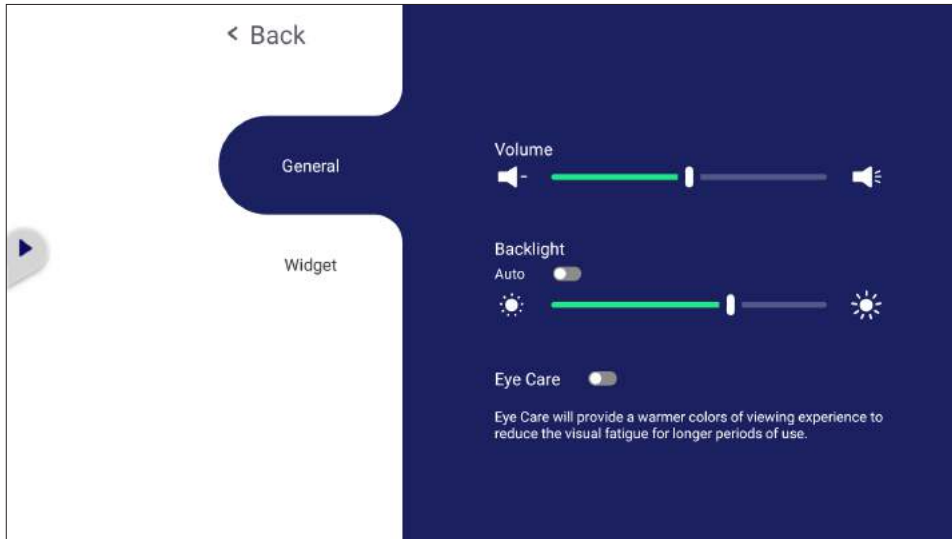 < Back
General
Widget
Volume
Backlight
Auto
Eye Care
Eye Care will provide a warmer colors of viewing experience to
reduce the visual fatigue for longer periods of use.